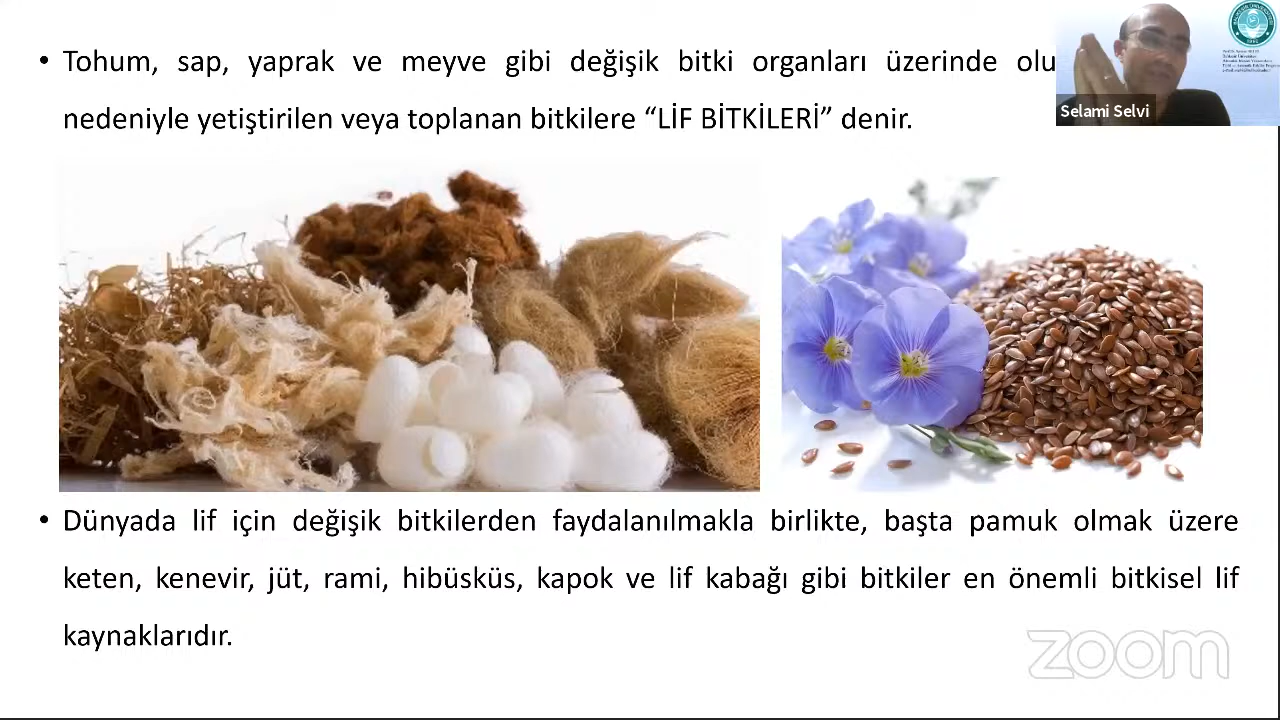 • Tohum, sap, yaprak ve meyve gibi değişik bitki organları üzerinde
nedeniyle yetiştirilen veya toplanan bitkilere “LİF BİTKİLERİ” denir.
Selami Selvi
• Dünyada lif için değişik bitkilerden faydalanılmakla birlikte, başta pamuk olmak üzere
keten, kenevir, jüt, rami, hibüsküs, kapok ve lif kabağı gibi bitkiler en önemli bitkisel lif
kaynaklarıdır.
zoom